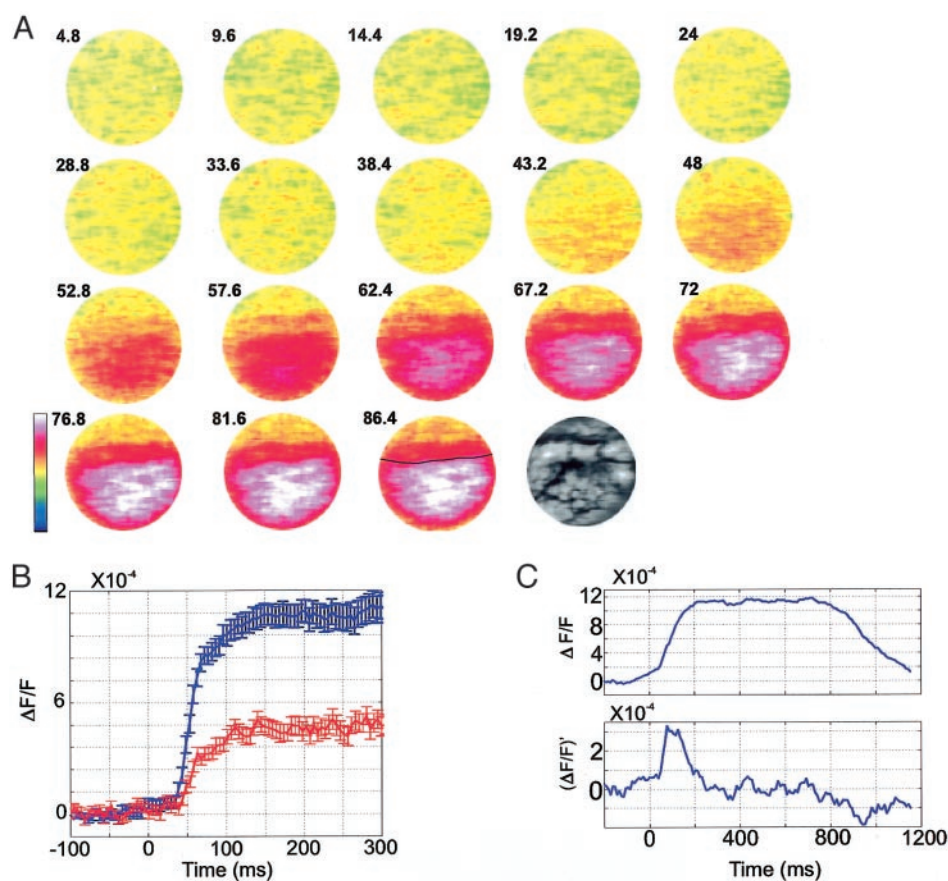 A
4.8 9.6 14.4 19.2 24
28.8 33.6 38.4 43.2 48
52.8 57.6 62.4 67.2 72
76.8 81.6 86.4
B
X10⁻⁴
12
6
0
ΔF/F
-100 0 100 200 300
Time (ms)
C
X10⁻⁴
12
8
4
0
Δ F/F
X10⁻⁴
2
0
(ΔF/F)'
0 400 800 1200
Time (ms)